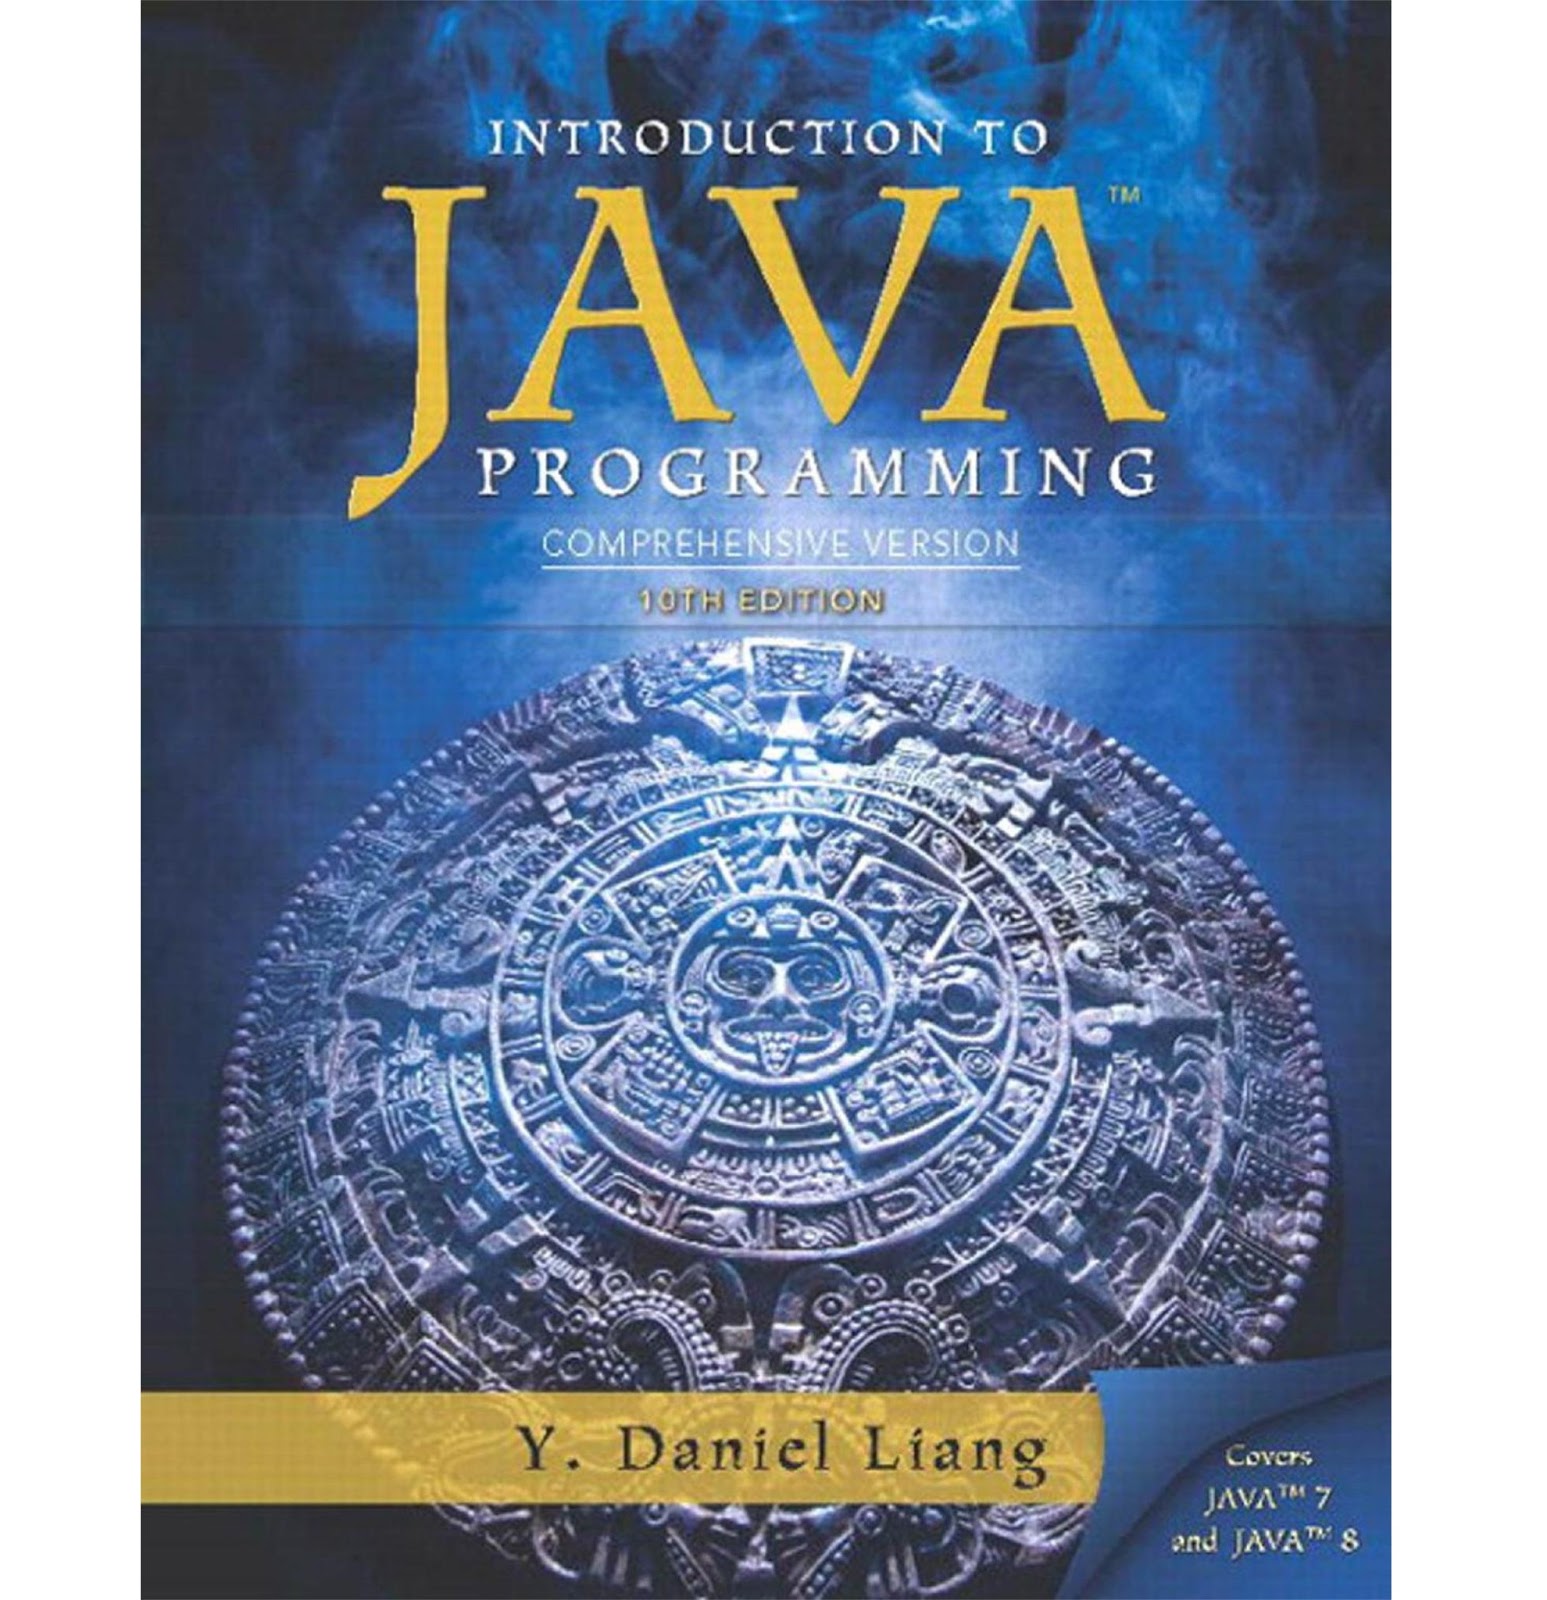 INTRODUCTION TO
JAVA™
PROGRAMMING
COMPREHENSIVE VERSION
10TH EDITION
Y. Daniel Liang
Covers
JAVA™ 7
and JAVA™ 8